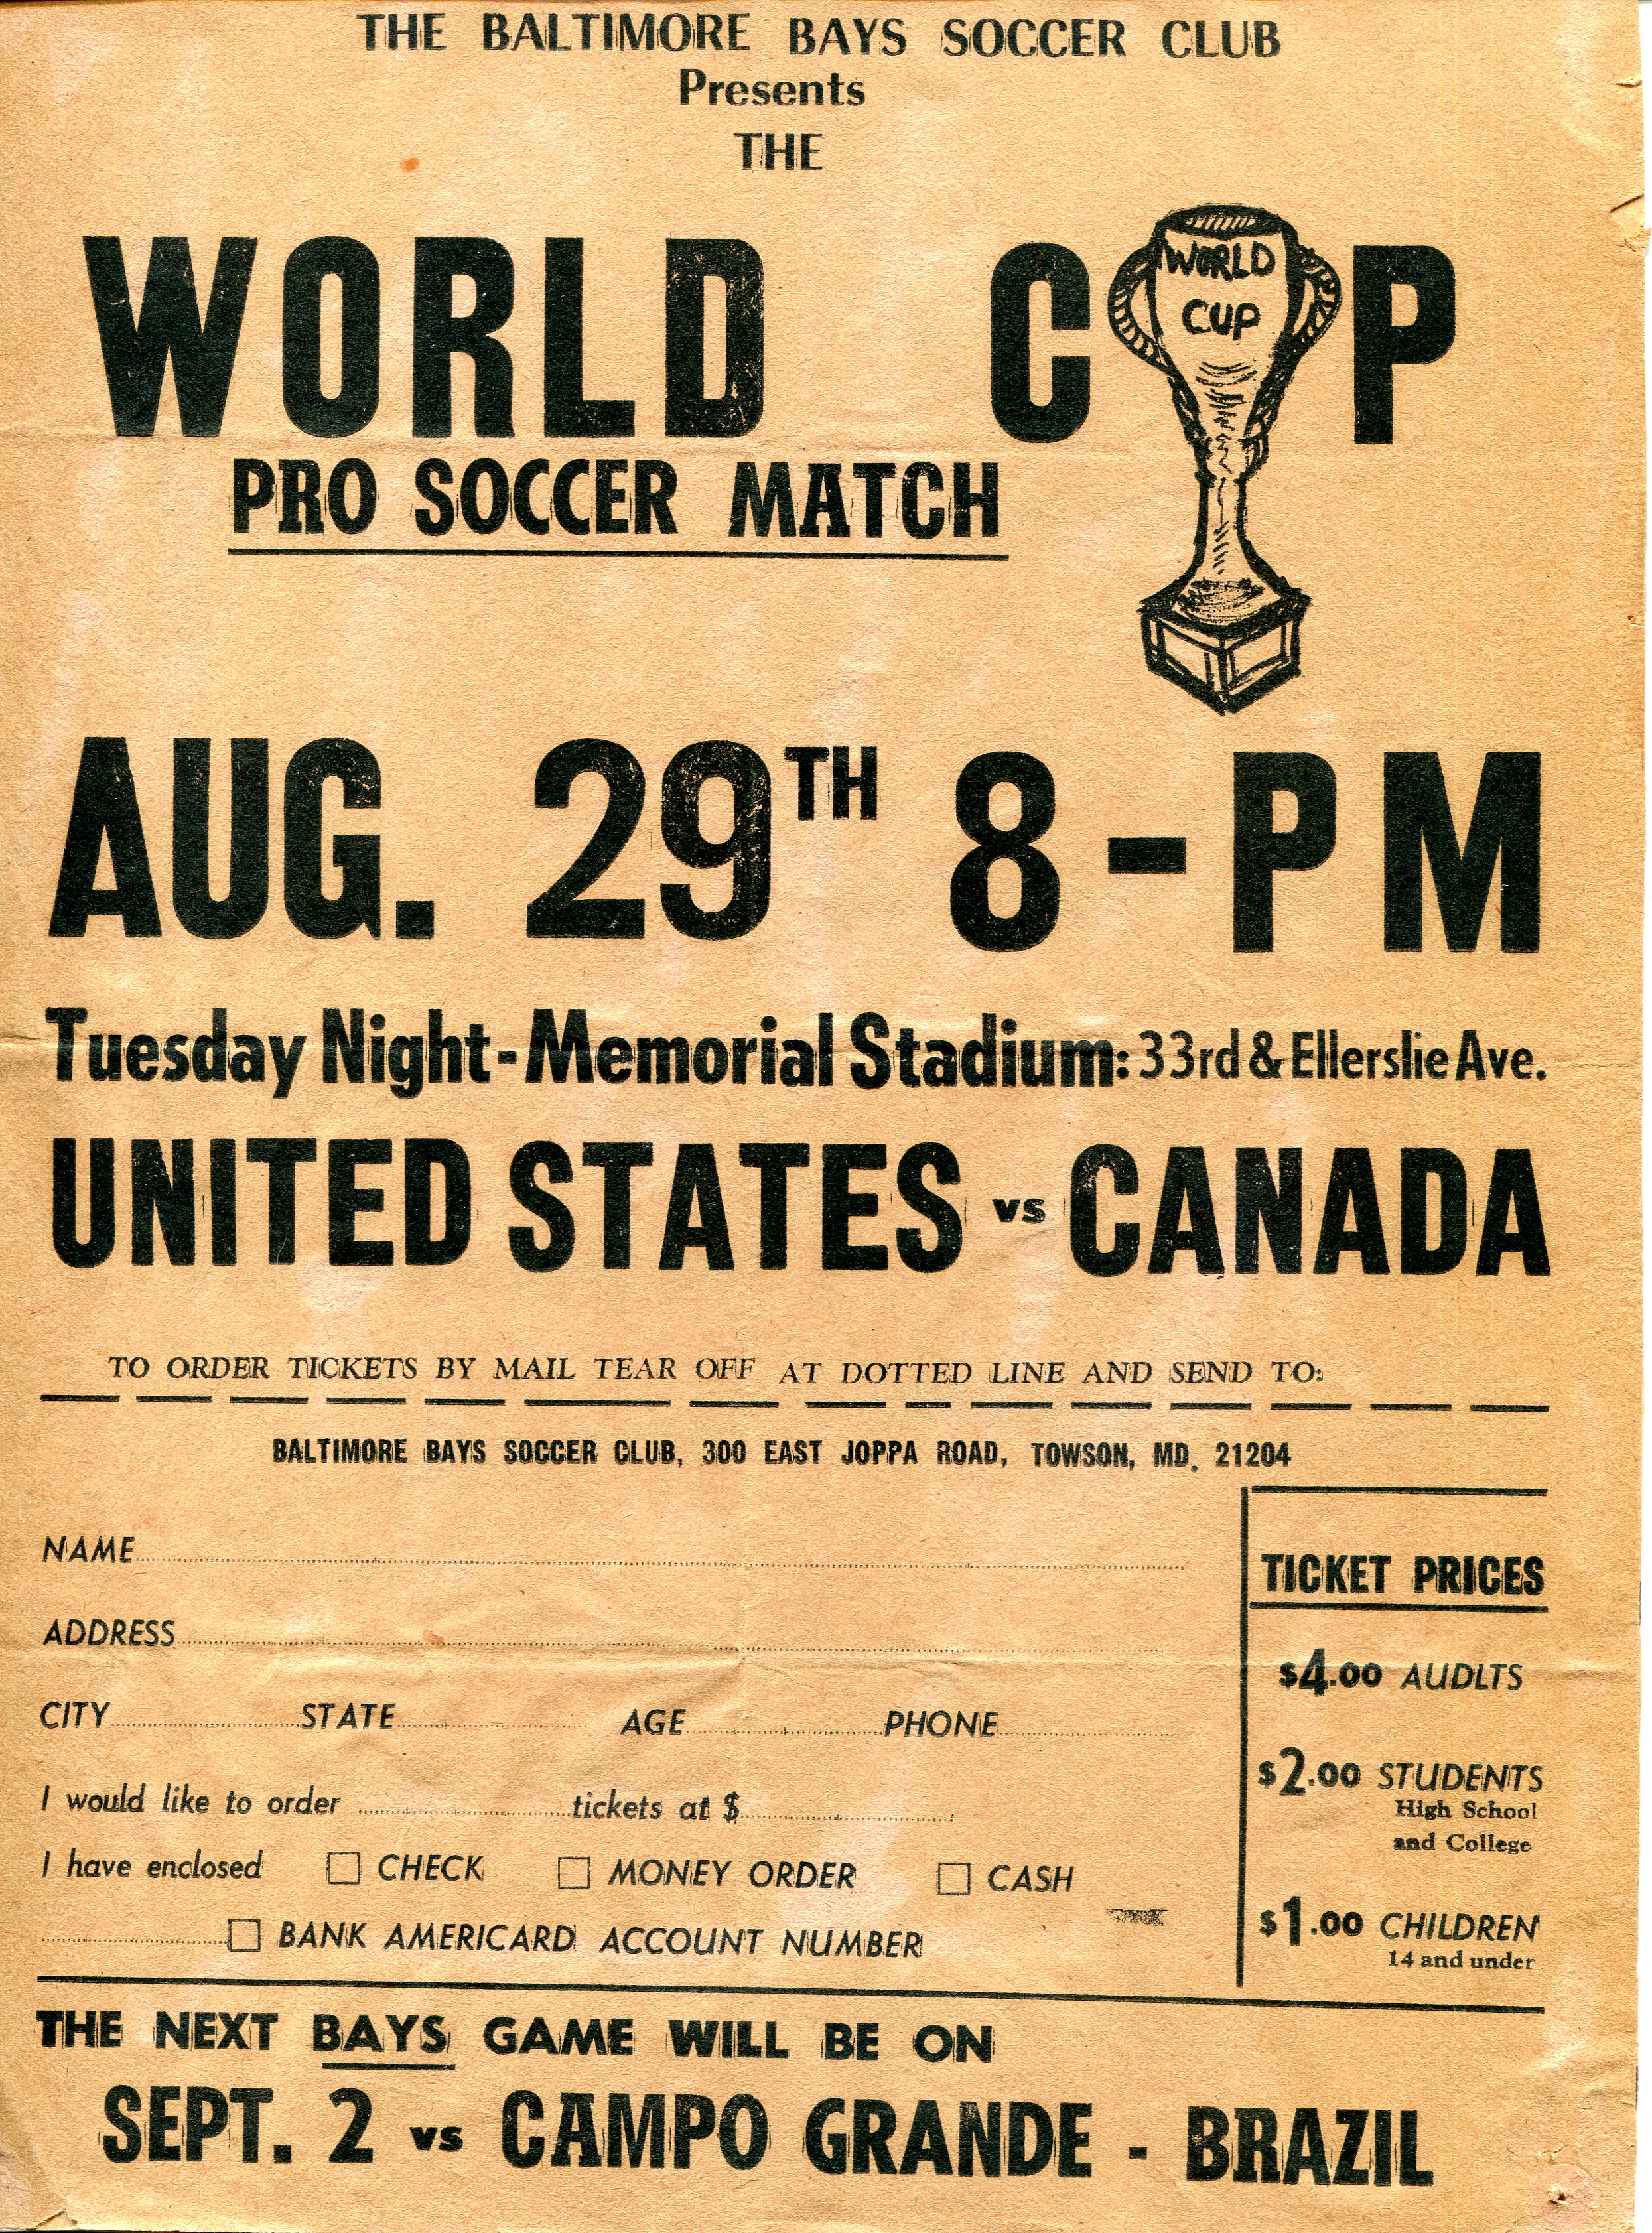 THE BALTIMORE BAYS SOCCER CLUB
Presents
THE
WORLD CUP
WORLD
CUP
PRO SOCCER MATCH
AUG. 29TH 8-PM
Tuesday Night-Memorial Stadium: 33rd & Ellerslie Ave.
UNITED STATES vs CANADA
TO ORDER TICKETS BY MAIL TEAR OFF AT DOTTED LINE AND SEND TO:
BALTIMORE BAYS SOCCER CLUB, 300 EAST JOPPA ROAD, TOWSON, MD. 21204
NAME
ADDRESS
CITY STATE AGE PHONE
I would like to order tickets at $
I have enclosed CHECK MONEY ORDER CASH
BANK AMERICARD ACCOUNT NUMBER
TICKET PRICES
$4.00 AUDLTS
$2.00 STUDENTS
High School
and College
$1.00 CHILDREN
14 and under
THE NEXT BAYS GAME WILL BE ON
SEPT. 2 vs CAMPO GRANDE - BRAZIL